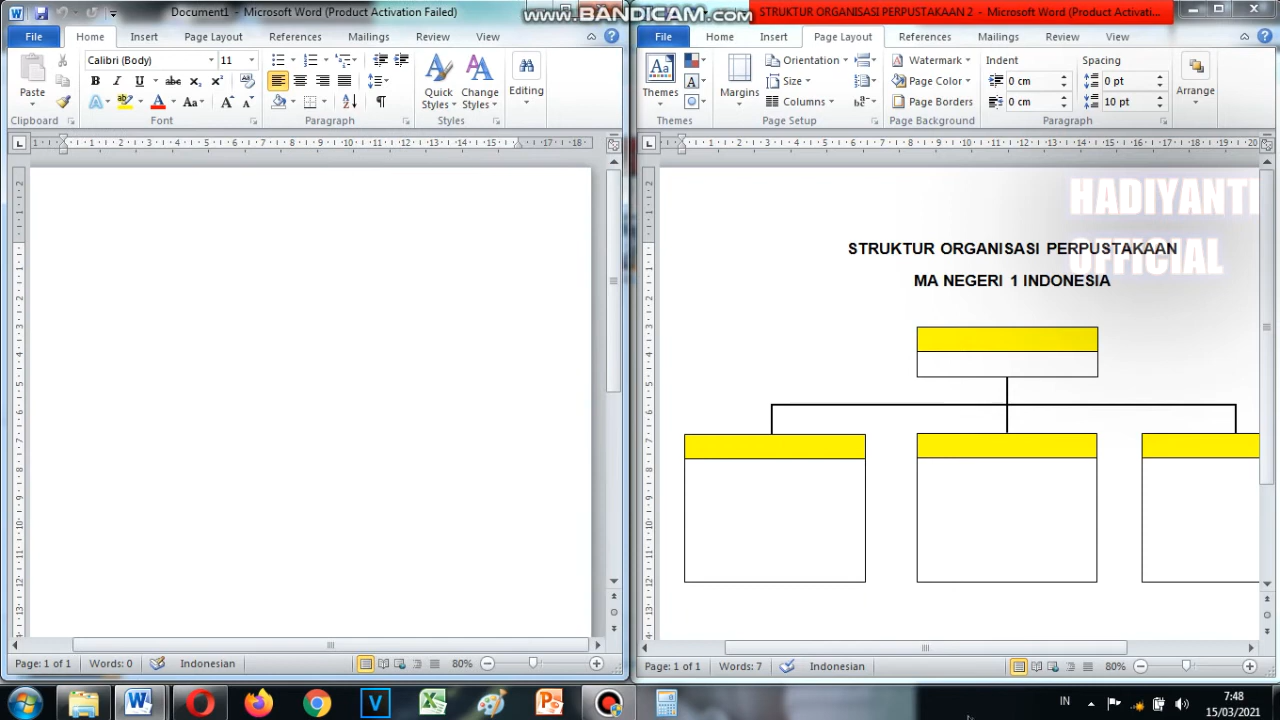 Document1 - Microsoft Word (Product Activation Failed)
www.BANDICAM.com
STRUKTUR ORGANISASI PERPUSTAKAAN 2 - Microsoft Word (Product Activati...
File Home Insert Page Layout References Mailings Review View
File Home Insert Page Layout References Mailings Review View
Calibri (Body) 11
Paste
B I U abc x₂ x²
A Aa A A
Quick Styles
Change Styles
Editing
Clipboard Font Paragraph Styles
Themes
Margins
Orientation
Size
Columns
Watermark
Page Color
Page Borders
Indent
0 cm
0 cm
Spacing
0 pt
10 pt
Arrange
Themes Page Setup Page Background Paragraph
HADIYANTI
OFFICIAL
STRUKTUR ORGANISASI PERPUSTAKAAN
MA NEGERI 1 INDONESIA
Page: 1 of 1 Words: 0 Indonesian 80%
Page: 1 of 1 Words: 7 Indonesian 80%
IN
7:48
15/03/2021